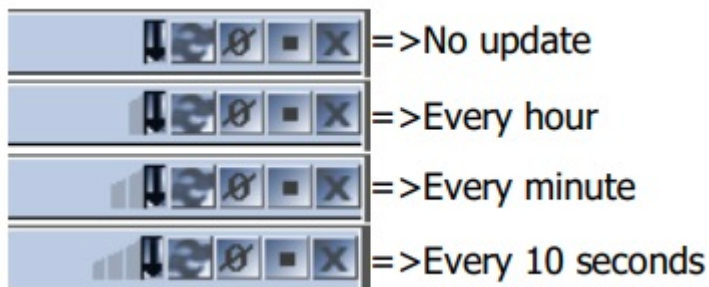 =>No update
=>Every hour
=>Every minute
=>Every 10 seconds